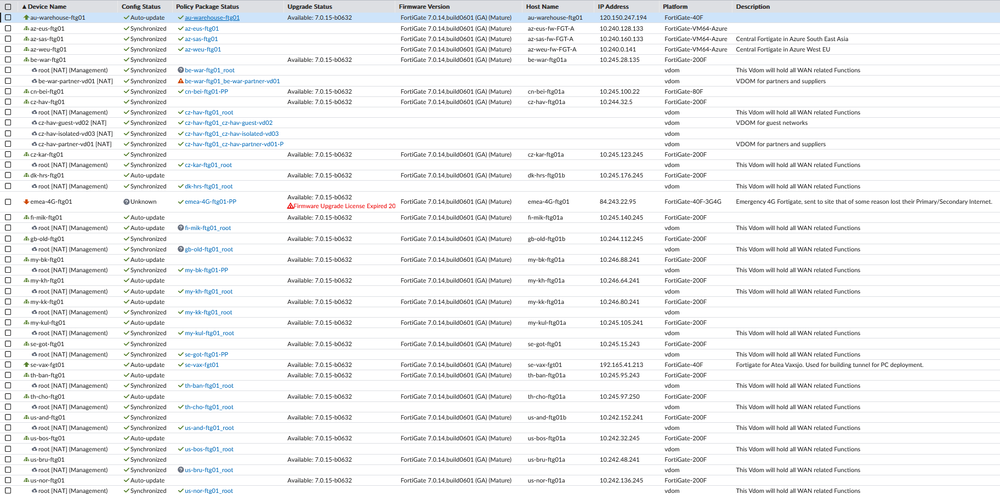 ▲Device Name Config Status Policy Package Status Upgrade Status Firmware Version Host Name IP Address Platform Description
au-warehouse-ftg01 Auto-update au-warehouse-ftg01 Available: 7.0.15-b0632 FortiGate 7.0.14,build0601 (GA) (Mature) au-warehouse-ftg01 120.150.247.194 FortiGate-40F
az-eus-ftg01 Synchronized az-eus-ftg01 FortiGate 7.0.14,build0601 (GA) (Mature) az-eus-fw-FGT-A 10.240.128.133 FortiGate-VM64-Azure
az-sas-ftg01 Synchronized az-sas-ftg01 FortiGate 7.0.14,build0601 (GA) (Mature) az-sas-fw-FGT-A 10.240.160.133 FortiGate-VM64-Azure Central Fortigate in Azure South East Asia
az-weu-ftg01 Synchronized az-weu-ftg01 FortiGate 7.0.14,build0601 (GA) (Mature) az-weu-fw-FGT-A 10.240.0.141 FortiGate-VM64-Azure Central Fortigate in Azure West EU
be-war-ftg01 Synchronized Available: 7.0.15-b0632 FortiGate 7.0.14,build0601 (GA) (Mature) be-war-ftg01a 10.245.28.135 FortiGate-200F
root [NAT] (Management) Synchronized be-war-ftg01_root vdom This Vdom will hold all WAN related Functions
be-war-partner-vd01 [NAT] Synchronized be-war-ftg01_be-war-partner-vd01 vdom VDOM for partners and suppliers
cn-bei-ftg01 Synchronized cn-bei-ftg01-PP Available: 7.0.15-b0632 FortiGate 7.0.14,build0601 (GA) (Mature) cn-bei-ftg01a 10.245.100.22 FortiGate-80F
cz-hav-ftg01 Synchronized Available: 7.0.15-b0632 FortiGate 7.0.14,build0601 (GA) (Mature) cz-hav-ftg01a 10.244.32.5 FortiGate-200F
root [NAT] (Management) Synchronized cz-hav-ftg01_root vdom This Vdom will hold all WAN related Functions
cz-hav-guest-vd02 [NAT] Synchronized cz-hav-ftg01_cz-hav-guest-vd02 vdom VDOM for guest networks
cz-hav-isolated-vd03 [NAT] Synchronized cz-hav-ftg01_cz-hav-isolated-vd03 vdom
cz-hav-partner-vd01 [NAT] Synchronized cz-hav-ftg01_cz-hav-partner-vd01-P vdom VDOM for partners and suppliers
cz-kar-ftg01 Synchronized Available: 7.0.15-b0632 FortiGate 7.0.14,build0601 (GA) (Mature) cz-kar-ftg01a 10.245.123.245 FortiGate-200F
root [NAT] (Management) Synchronized cz-kar-ftg01_root vdom This Vdom will hold all WAN related Functions
dk-hrs-ftg01 Auto-update Available: 7.0.15-b0632 FortiGate 7.0.14,build0601 (GA) (Mature) dk-hrs-ftg01b 10.245.176.245 FortiGate-200F
root [NAT] (Management) Synchronized dk-hrs-ftg01_root vdom This Vdom will hold all WAN related Functions
emea-4G-ftg01 Unknown emea-4G-ftg01-PP Available: 7.0.15-b0632 FortiGate 7.0.14,build0601 (GA) (Mature) emea-4G-ftg01 84.243.22.95 FortiGate-40F-3G4G Emergency 4G Fortigate, sent to site that of some reason lost their Primary/Secondary Internet.
Firmware Upgrade License Expired 20
fi-mik-ftg01 Auto-update Available: 7.0.15-b0632 FortiGate 7.0.14,build0601 (GA) (Mature) fi-mik-ftg01a 10.245.140.245 FortiGate-200F
root [NAT] (Management) Auto-update fi-mik-ftg01_root vdom This Vdom will hold all WAN related Functions
gb-old-ftg01 Synchronized Available: 7.0.15-b0632 FortiGate 7.0.14,build0601 (GA) (Mature) gb-old-ftg01b 10.244.112.245 FortiGate-200F
root [NAT] (Management) Synchronized gb-old-ftg01_root vdom This Vdom will hold all WAN related Functions
my-bk-ftg01 Auto-update Available: 7.0.15-b0632 FortiGate 7.0.14,build0601 (GA) (Mature) my-bk-ftg01a 10.246.88.241 FortiGate-200F
root [NAT] (Management) Synchronized my-bk-ftg01-PP vdom This Vdom will hold all WAN related Functions
my-kh-ftg01 Auto-update Available: 7.0.15-b0632 FortiGate 7.0.14,build0601 (GA) (Mature) my-kh-ftg01a 10.246.64.241 FortiGate-200F
root [NAT] (Management) Synchronized my-kh-ftg01_root vdom This Vdom will hold all WAN related Functions
my-kk-ftg01 Auto-update Available: 7.0.15-b0632 FortiGate 7.0.14,build0601 (GA) (Mature) my-kk-ftg01a 10.246.80.241 FortiGate-200F
root [NAT] (Management) Synchronized my-kk-ftg01_root vdom
my-kul-ftg01 Auto-update Available: 7.0.15-b0632 FortiGate 7.0.14,build0601 (GA) (Mature) my-kul-ftg01a 10.245.105.241 FortiGate-200F
root [NAT] (Management) Synchronized my-kul-ftg01_root vdom This Vdom will hold all WAN related Functions
se-got-ftg01 Synchronized Available: 7.0.15-b0632 FortiGate 7.0.14,build0601 (GA) (Mature) se-got-ftg01 10.245.15.243 FortiGate-200F
root [NAT] (Management) Synchronized se-got-ftg01-PP vdom This Vdom will hold all WAN related Functions
se-vax-fgt01 Auto-update se-vax-fgt01 Available: 7.0.15-b0632 FortiGate 7.0.14,build0601 (GA) (Mature) se-vax-fgt01 192.165.41.213 FortiGate-40F Fortigate for Atea Vaxsjo. Used for building tunnel for PC deployment.
th-ban-ftg01 Auto-update Available: 7.0.15-b0632 FortiGate 7.0.14,build0601 (GA) (Mature) th-ban-ftg01a 10.245.95.243 FortiGate-200F
root [NAT] (Management) Synchronized th-ban-ftg01_root vdom This Vdom will hold all WAN related Functions
th-cho-ftg01 Auto-update Available: 7.0.15-b0632 FortiGate 7.0.14,build0601 (GA) (Mature) th-cho-ftg01a 10.245.97.250 FortiGate-200F
root [NAT] (Management) Synchronized th-cho-ftg01_root vdom This Vdom will hold all WAN related Functions
us-and-ftg01 Synchronized Available: 7.0.15-b0632 FortiGate 7.0.14,build0601 (GA) (Mature) us-and-ftg01b 10.242.152.241 FortiGate-200F
root [NAT] (Management) Synchronized us-and-ftg01_root vdom This Vdom will hold all WAN related Functions
us-bos-ftg01 Auto-update Available: 7.0.15-b0632 FortiGate 7.0.14,build0601 (GA) (Mature) us-bos-ftg01a 10.242.32.245 FortiGate-200F
root [NAT] (Management) Synchronized us-bos-ftg01_root vdom This Vdom will hold all WAN related Functions
us-bru-ftg01 Synchronized Available: 7.0.15-b0632 FortiGate 7.0.14,build0601 (GA) (Mature) us-bru-ftg01a 10.242.48.241 FortiGate-200F
root [NAT] (Management) Synchronized us-bru-ftg01_root vdom This Vdom will hold all WAN related Functions
us-nor-ftg01 Auto-update Available: 7.0.15-b0632 FortiGate 7.0.14,build0601 (GA) (Mature) us-nor-ftg01a 10.242.136.245 FortiGate-200F
root [NAT] (Management) Synchronized us-nor-ftg01_root vdom This Vdom will hold all WAN related Functions